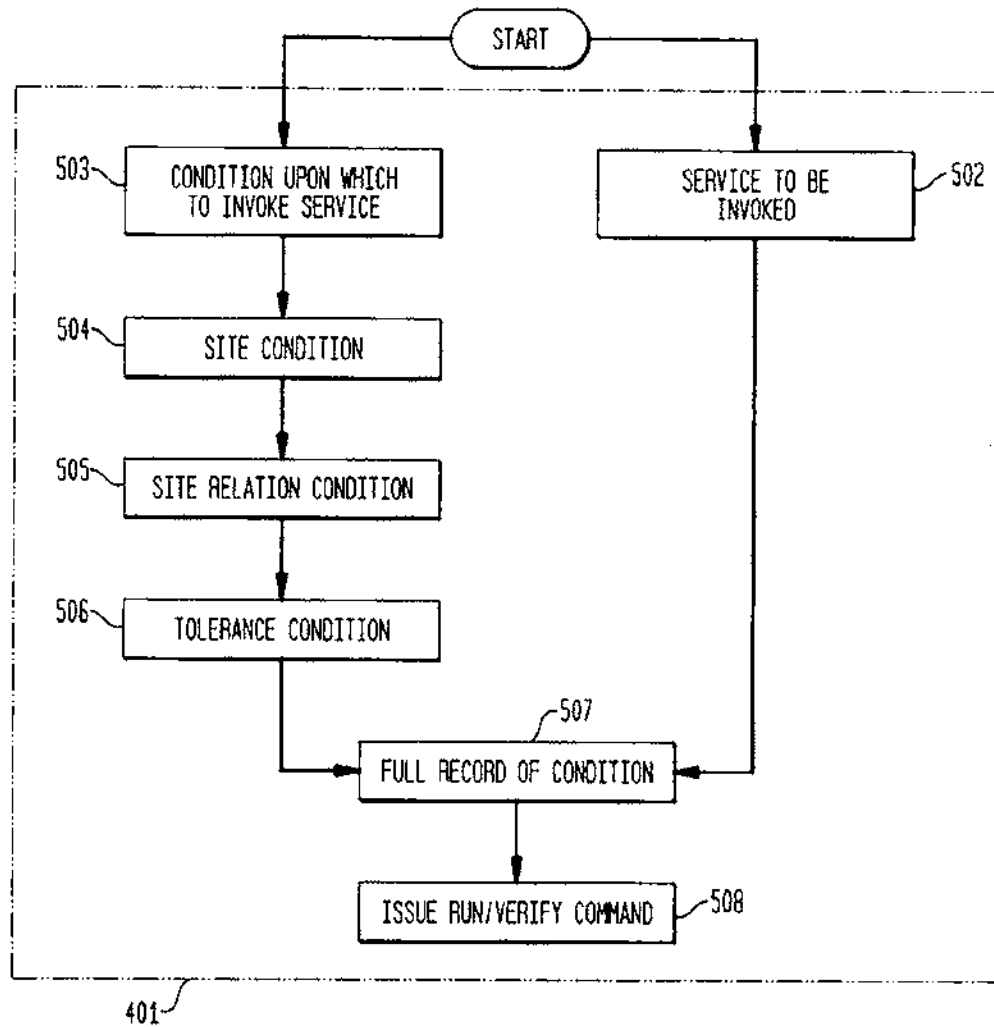 START
503
CONDITION UPON WHICH
TO INVOKE SERVICE
SERVICE TO BE
INVOKED
502
504
SITE CONDITION
505
SITE RELATION CONDITION
506
TOLERANCE CONDITION
507
FULL RECORD OF CONDITION
ISSUE RUN/VERIFY COMMAND
508
401